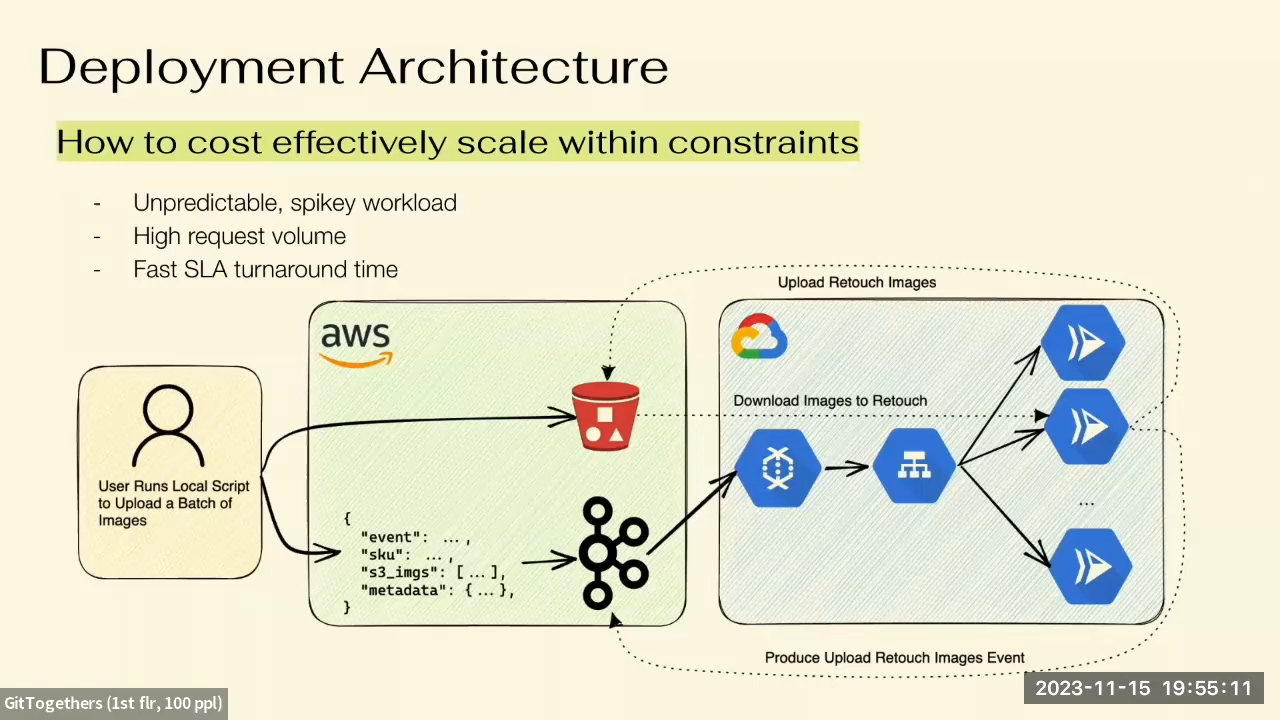 Deployment Architecture
How to cost effectively scale within constraints
- Unpredictable, spikey workload
- High request volume
- Fast SLA turnaround time
Upload Retouch Images
aws
Download Images to Retouch
User Runs Local Script
to Upload a Batch of
Images
{
"event": ...,
"sku": ...,
"s3_imgs": [...],
"metadata": {...},
}
...
Produce Upload Retouch Images Event
GitTogethers (1st flr, 100 ppl)
2023-11-15 19:55:11